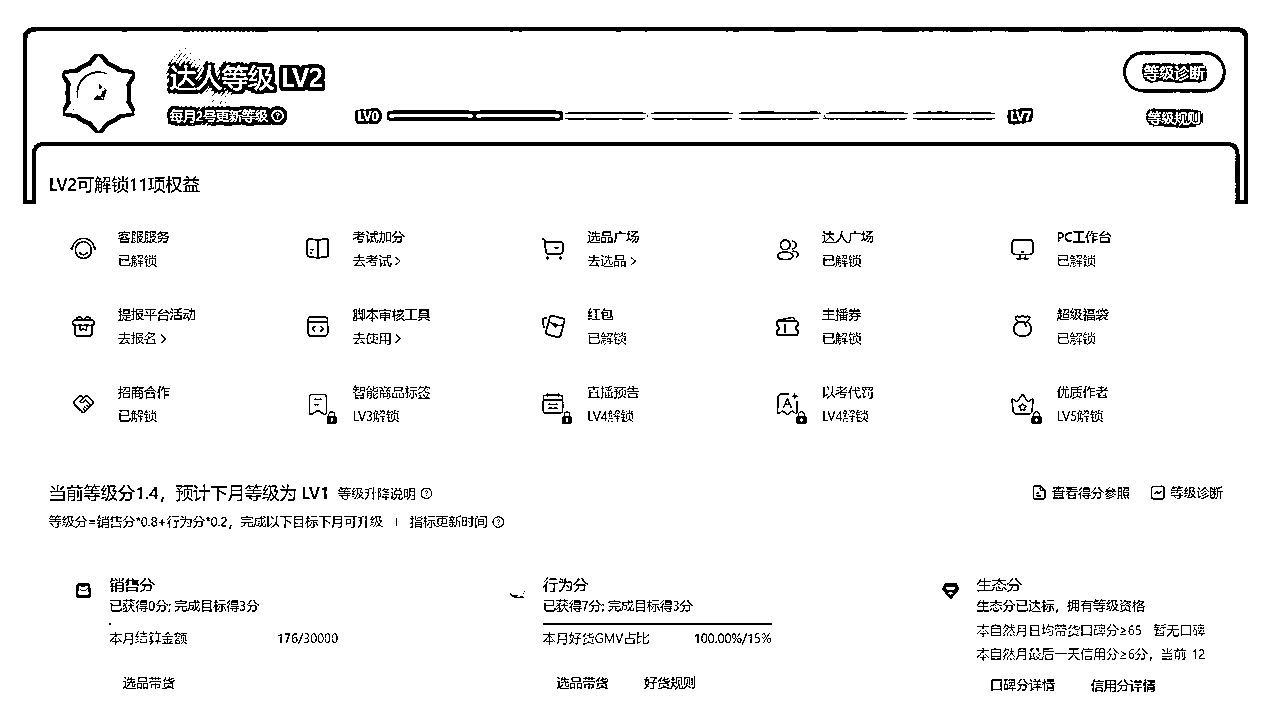 达人等级 LV2
等级诊断
每月2号更新等级
LV0
LV7
等级规则
LV2可解锁11项权益
客服服务
已解锁
考试加分
去考试>
选品广场
去选品>
达人广场
已解锁
PC工作台
已解锁
提报平台活动
去报名>
脚本审核工具
去使用>
红包
已解锁
主播券
已解锁
超级福袋
已解锁
招商合作
已解锁
智能商品标签
LV3解锁
直播预告
LV4解锁
以考代罚
LV4解锁
优质作者
LV5解锁
当前等级分1.4，预计下月等级为 LV1 等级升降说明
查看得分参照 等级诊断
等级分=销售分*0.8+行为分*0.2，完成以下目标下月可升级 | 指标更新时间
销售分
已获得0分; 完成目标得3分
本月结算金额 176/30000
选品带货
行为分
已获得7分; 完成目标得3分
本月好货GMV占比 100.00%/15%
选品带货 好货规则
生态分
生态分已达标，拥有等级资格
本自然月日均带货口碑分≥65 暂无口碑
本自然月最后一天信用分≥6分，当前 12
口碑分详情 信用分详情